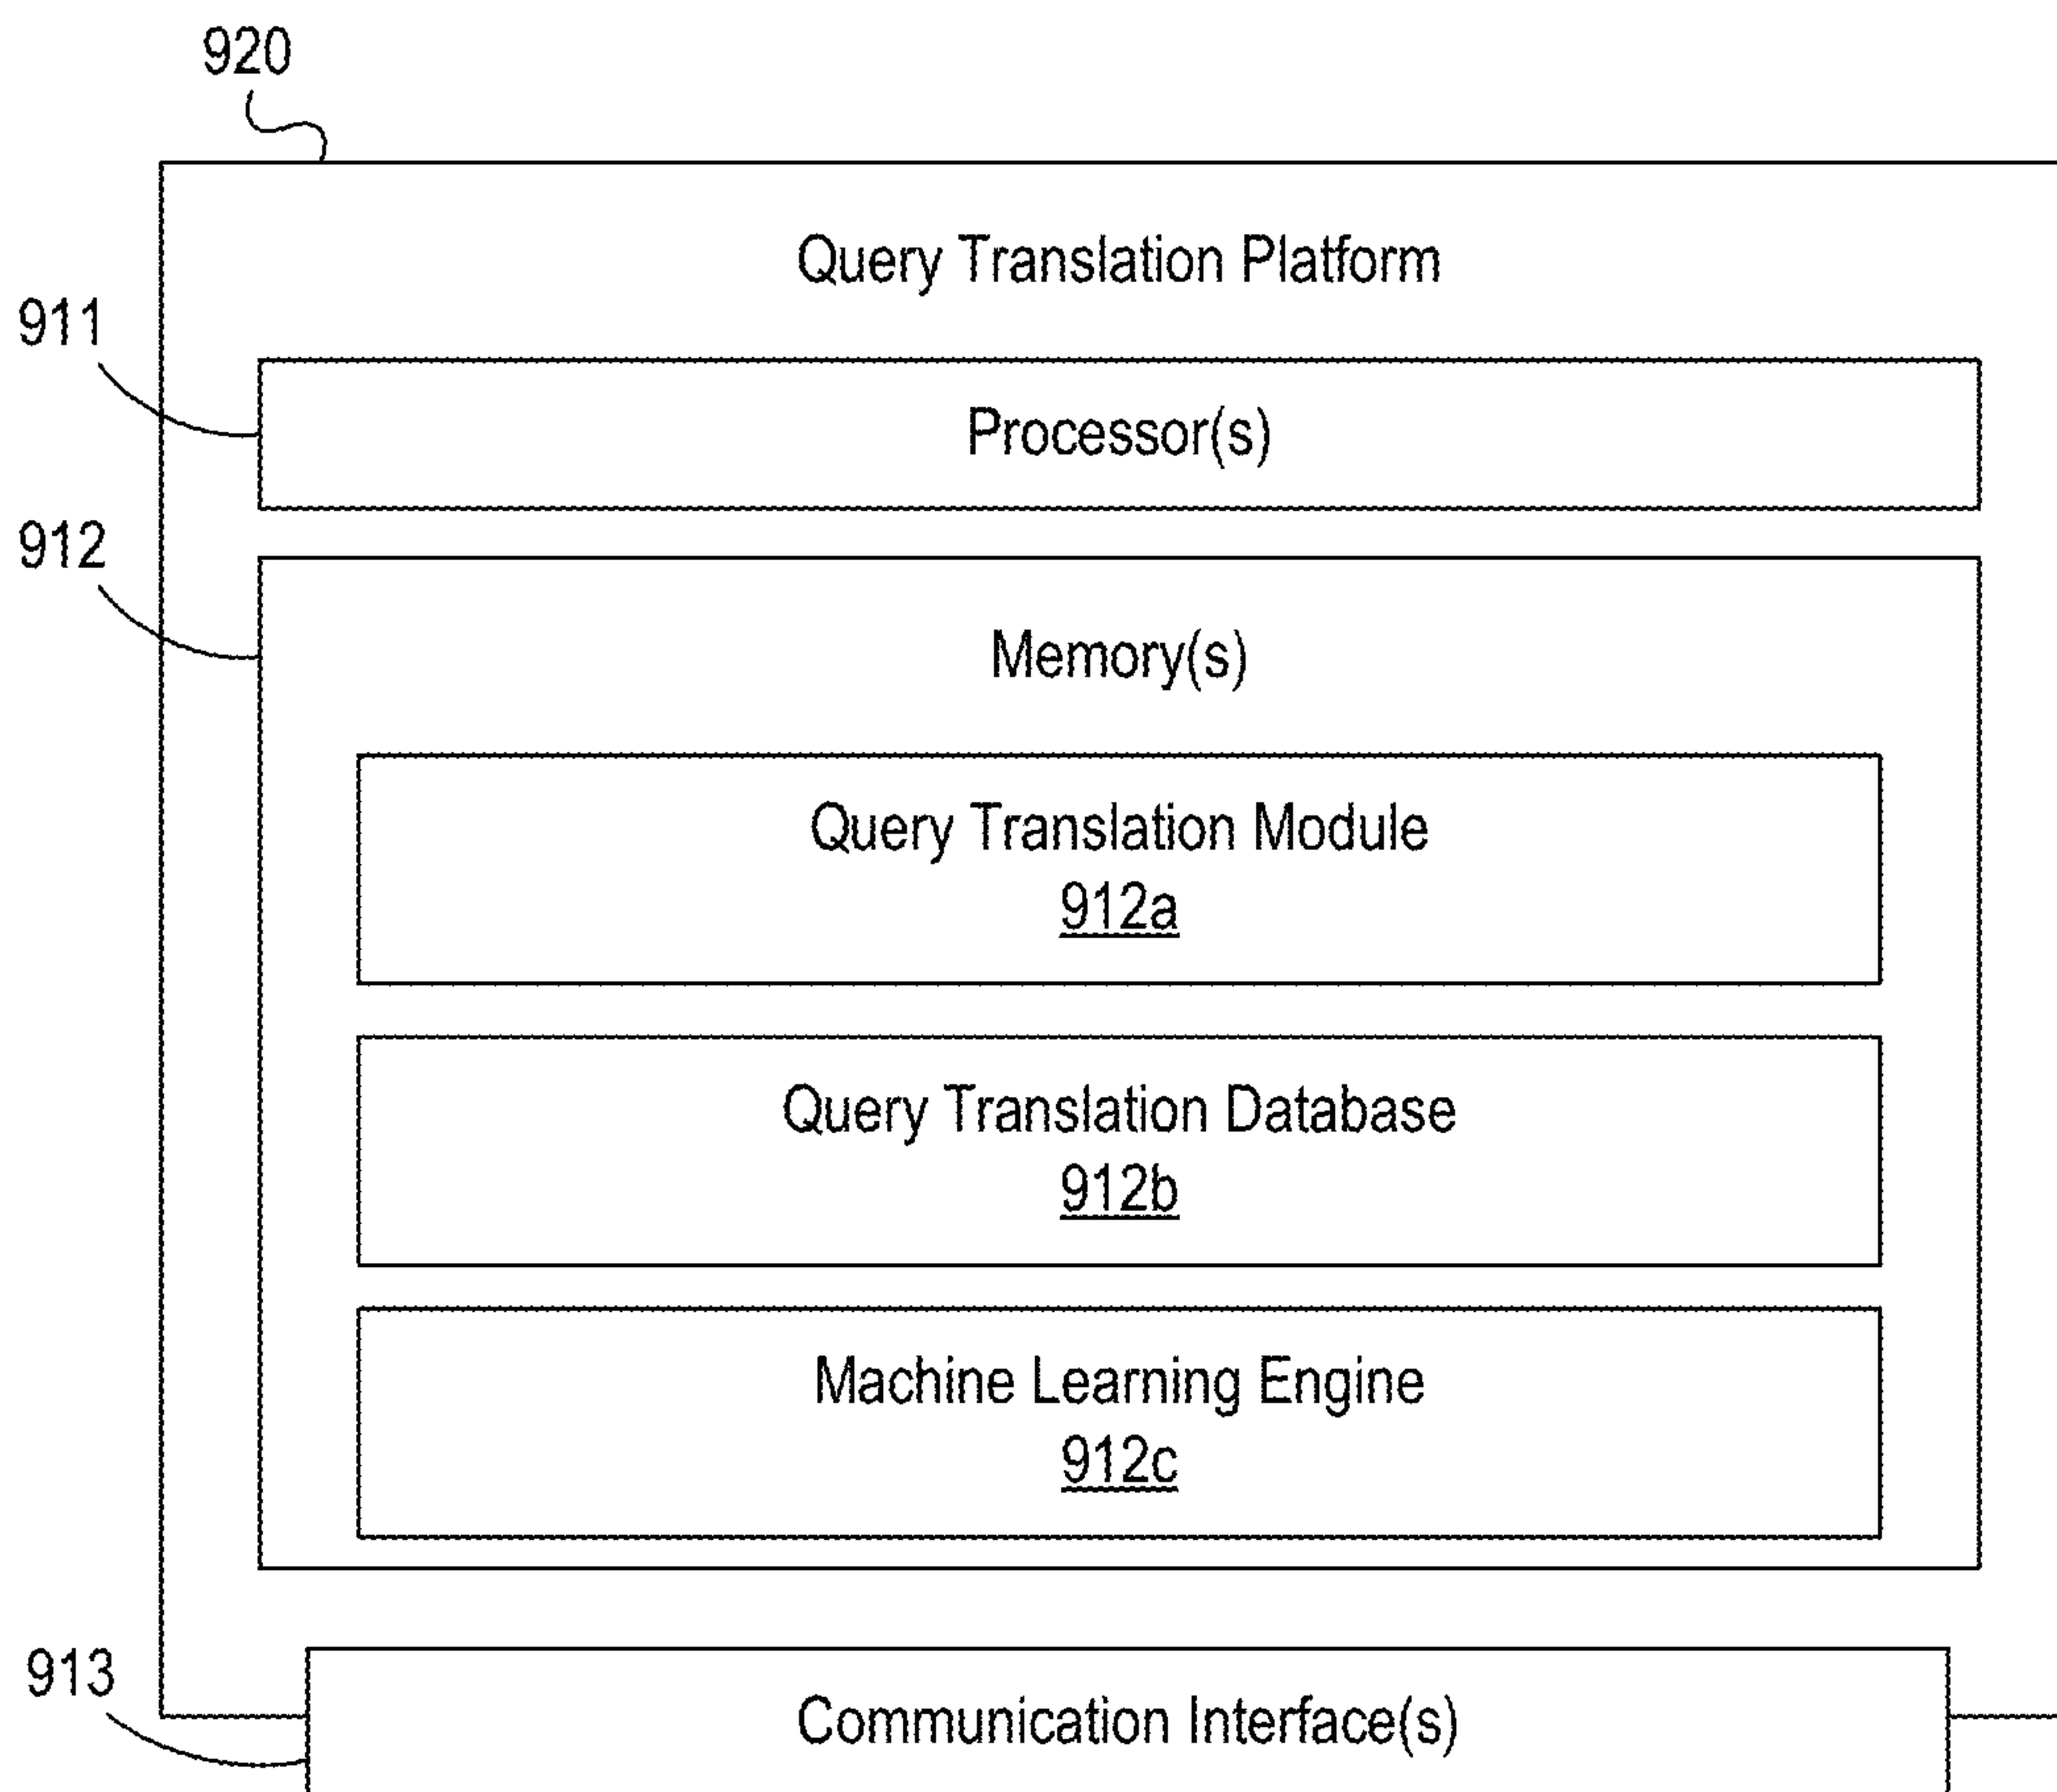 920
Query Translation Platform
911
Processor(s)
912
Memory(s)
Query Translation Module
912a
Query Translation Database
912b
Machine Learning Engine
912c
913
Communication Interface(s)